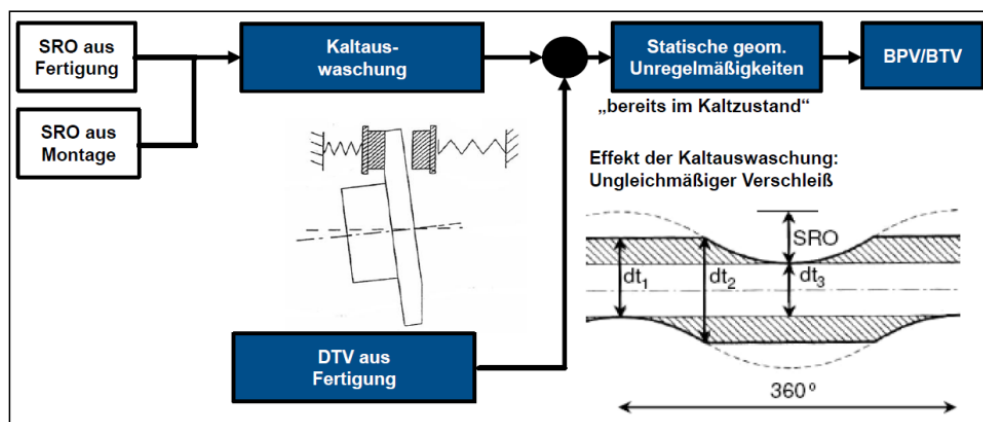 SRO aus
Fertigung
SRO aus
Montage
Kaltaus-
waschung
Statische geom.
Unregelmäßigkeiten
BPV/BTV
„bereits im Kaltzustand“
Effekt der Kaltauswaschung:
Ungleichmäßiger Verschleiß
SRO
dt1
dt2
dt3
DTV aus
Fertigung
360 º